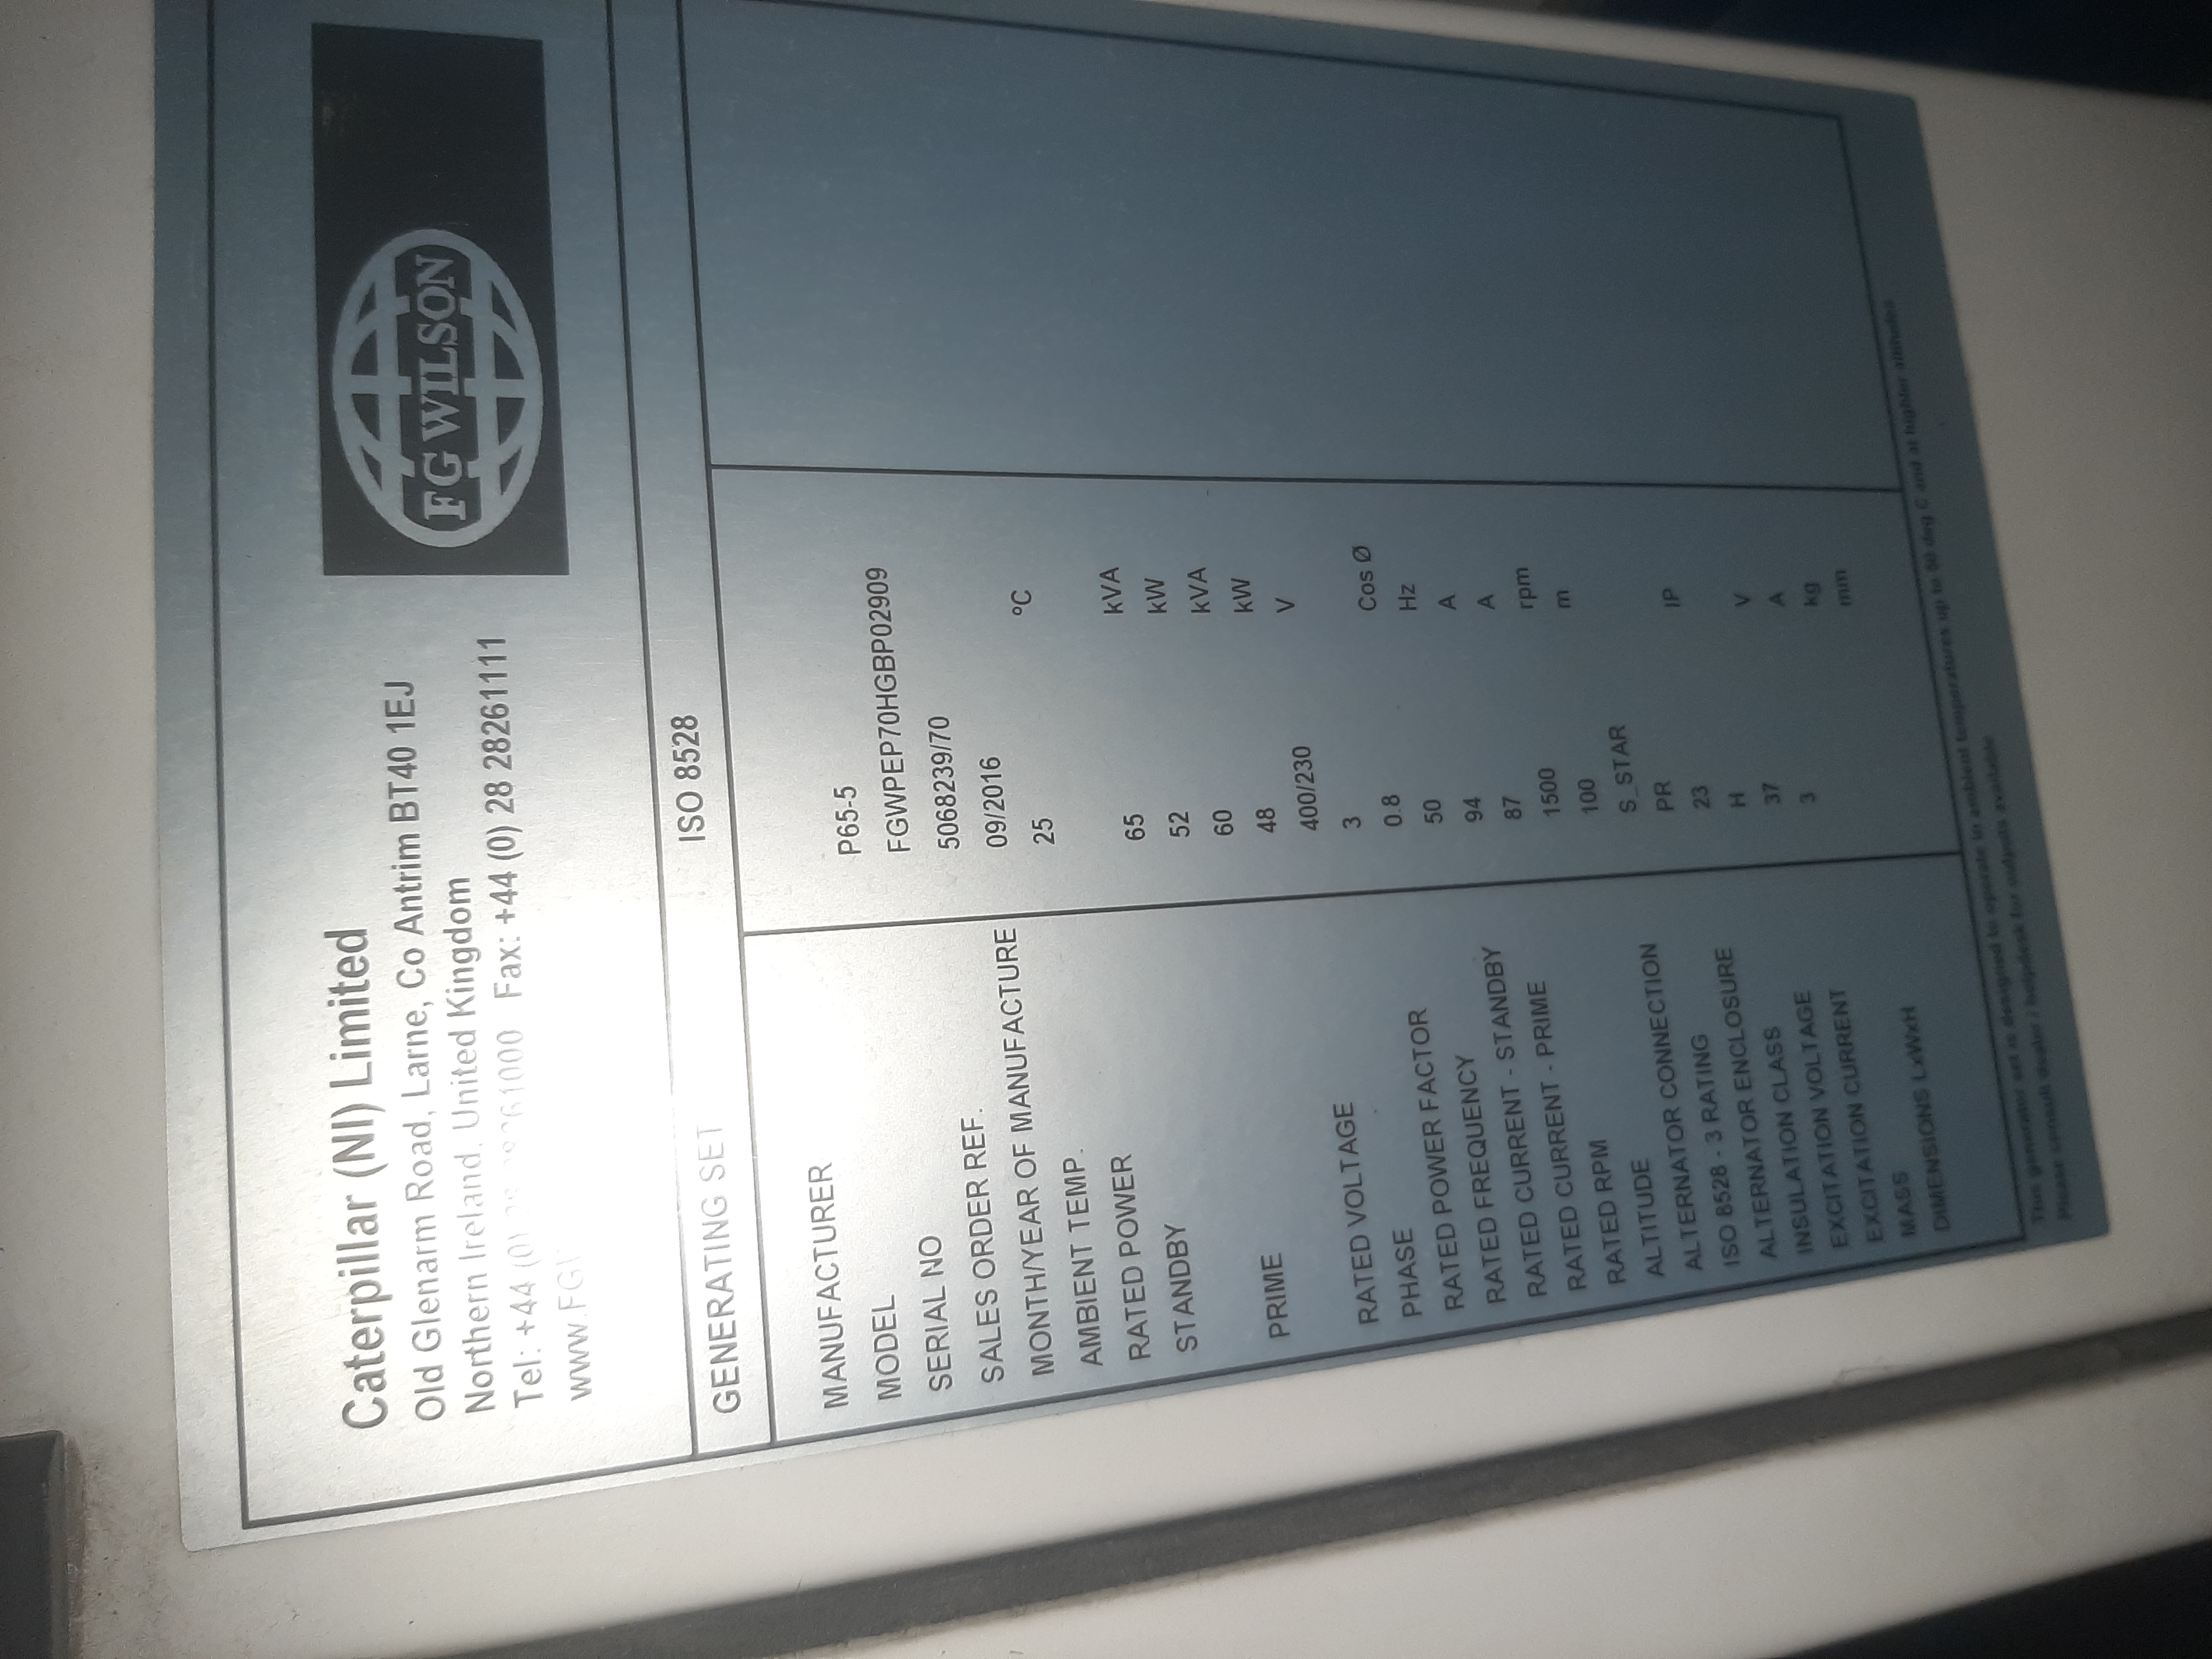 Caterpillar (NI) Limited
Old Glenarm Road, Larne, Co Antrim BT40 1EJ
Northern Ireland, United Kingdom
Tel: +44 (0) 28261000 Fax: +44 (0) 28 28261111
www.FG
FG WILSON
GENERATING SET ISO 8528
MANUFACTURER
MODEL P65-5
SERIAL NO FGWPEP70HGBP02909
SALES ORDER REF. 5068239/70
MONTH/YEAR OF MANUFACTURE 09/2016
AMBIENT TEMP. 25 ºC
RATED POWER
STANDBY 65 kVA
52 kW
PRIME 60 kVA
48 kW
RATED VOLTAGE 400/230 V
PHASE 3
RATED POWER FACTOR 0.8 Cos Ø
RATED FREQUENCY 50 Hz
RATED CURRENT - STANDBY 94 A
RATED CURRENT - PRIME 87 A
RATED RPM 1500 rpm
ALTITUDE 100 m
ALTERNATOR CONNECTION S_STAR
ISO 8528 - 3 RATING PR
ALTERNATOR ENCLOSURE 23 IP
INSULATION CLASS H
EXCITATION VOLTAGE 37 V
EXCITATION CURRENT 3 A
MASS kg
DIMENSIONS LxWxH mm
This generator set is designed to operate in ambient temperatures up to 50 deg C and at higher altitudes
Please consult dealer / helpdesk for outputs available